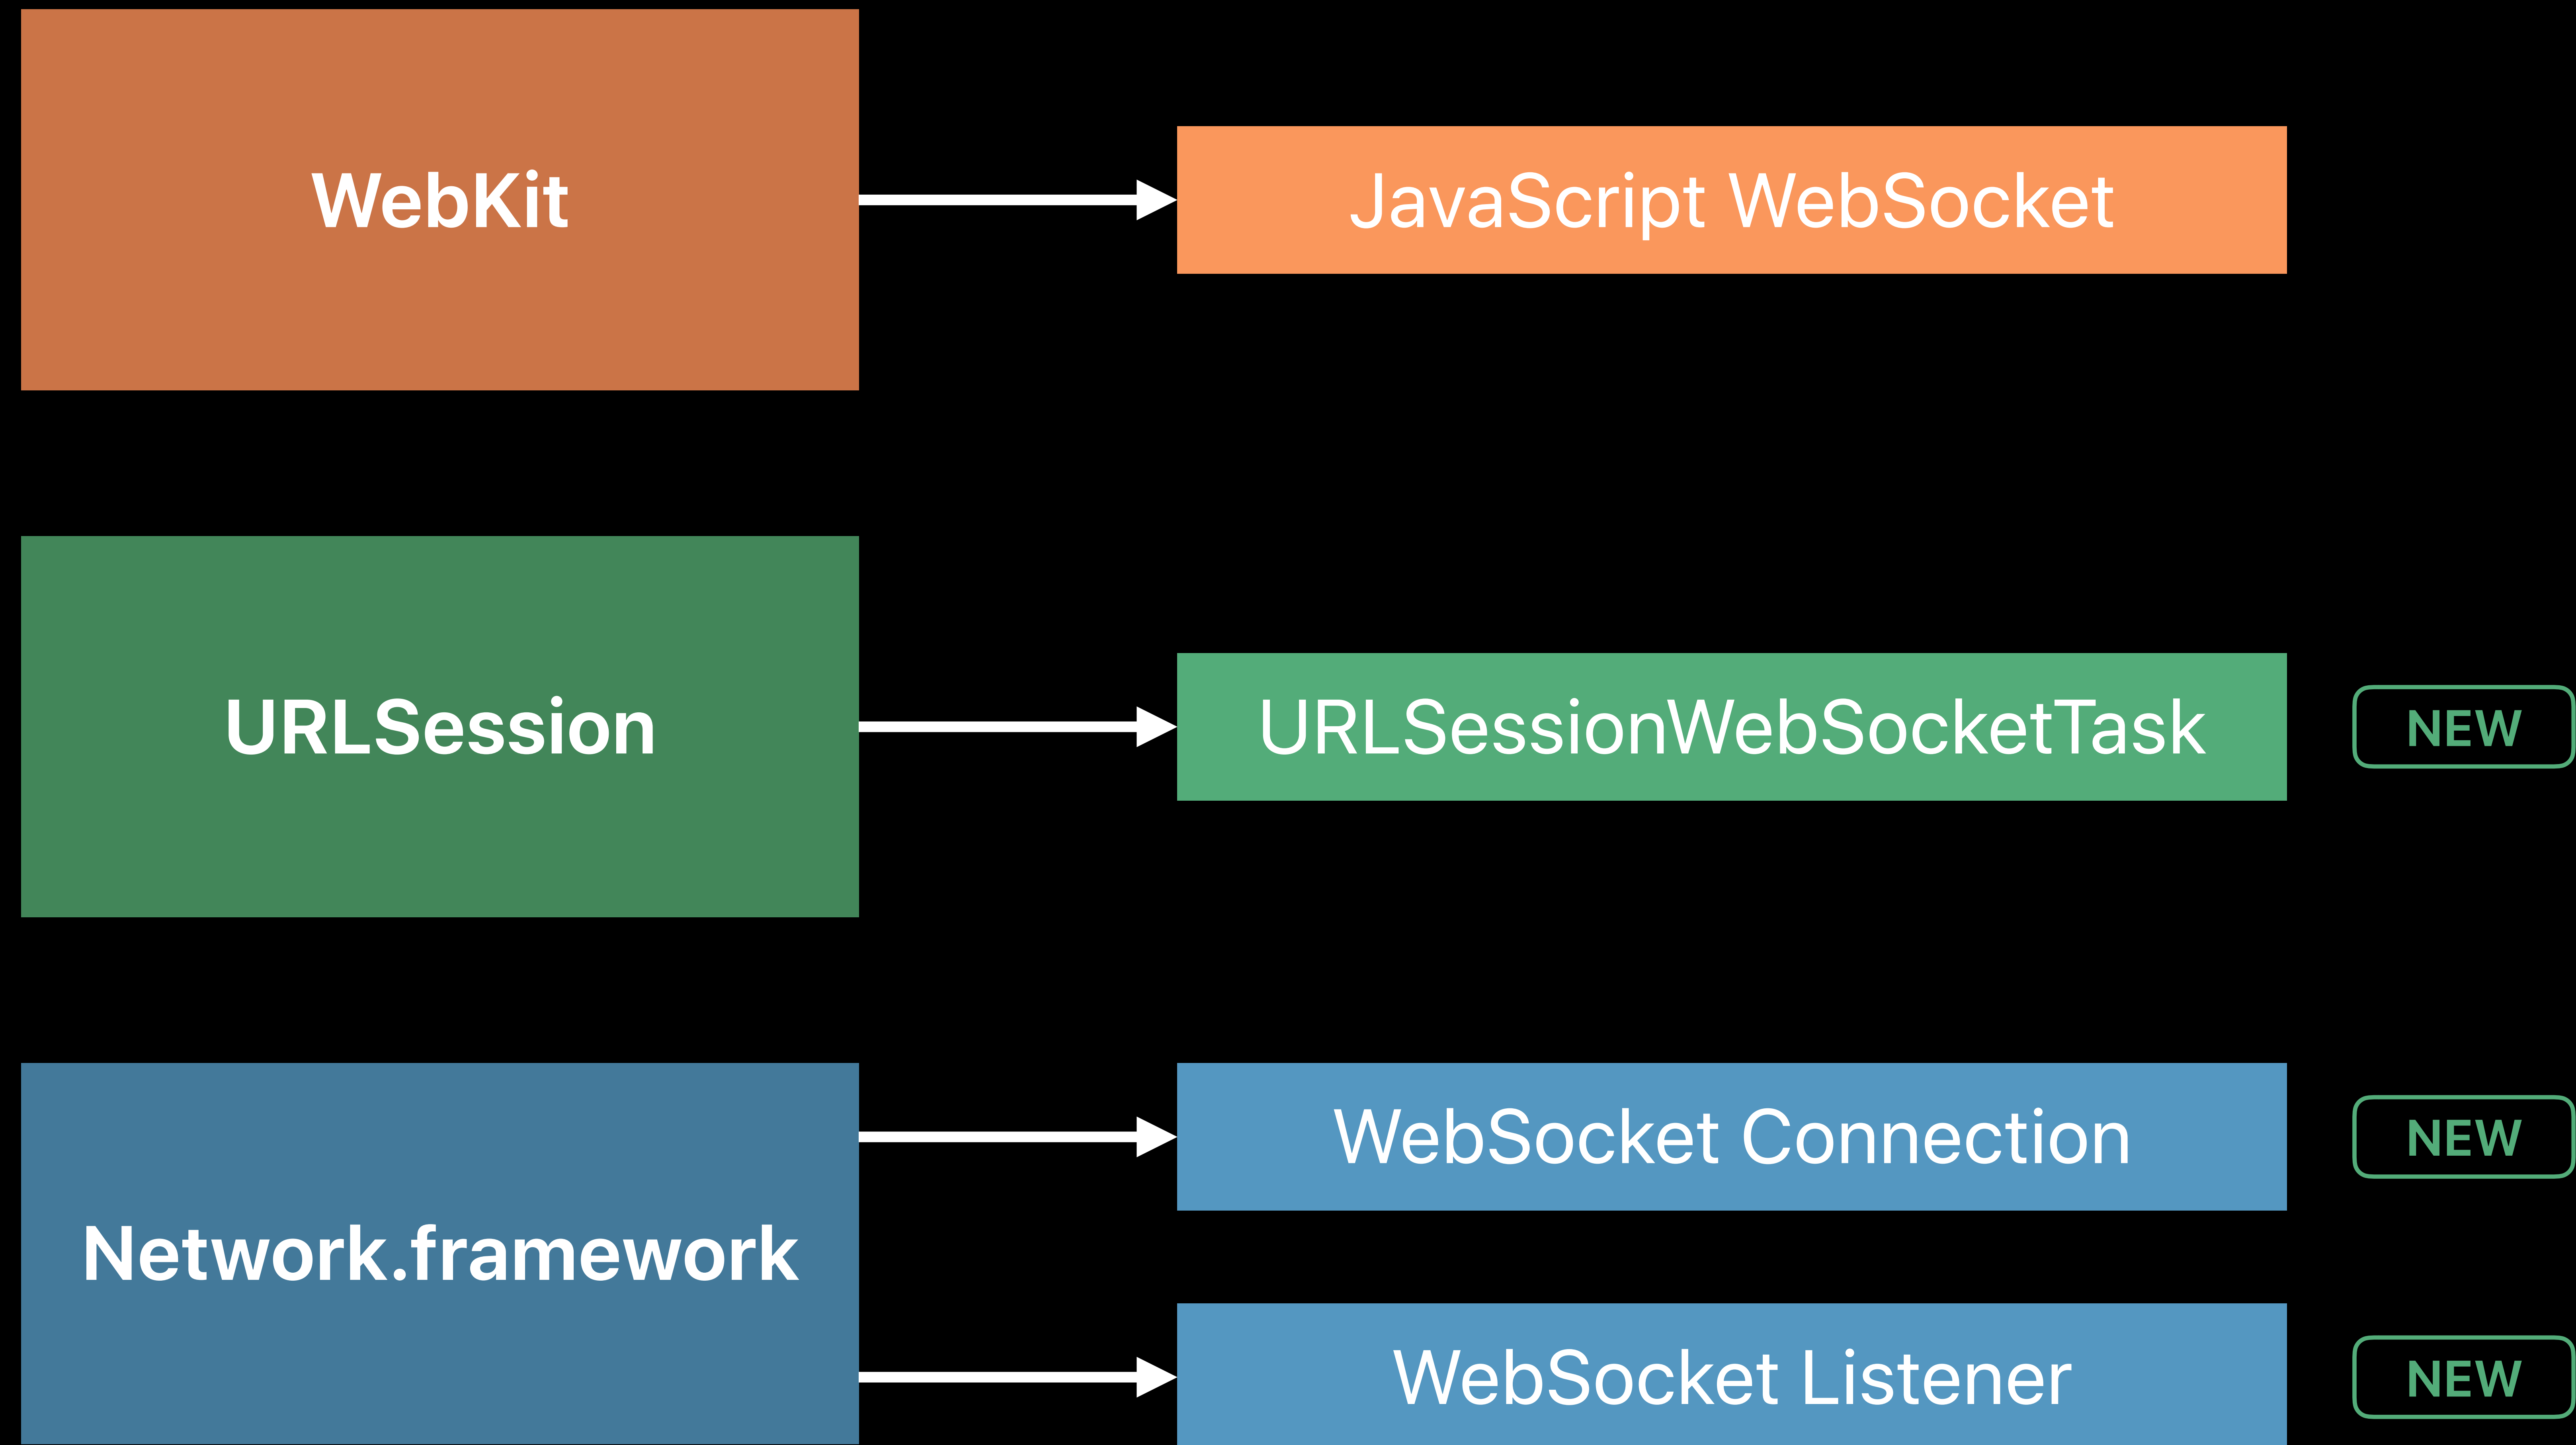 WebKit
JavaScript WebSocket
URLSession
URLSessionWebSocketTask
NEW
WebSocket Connection
NEW
Network.framework
WebSocket Listener
NEW